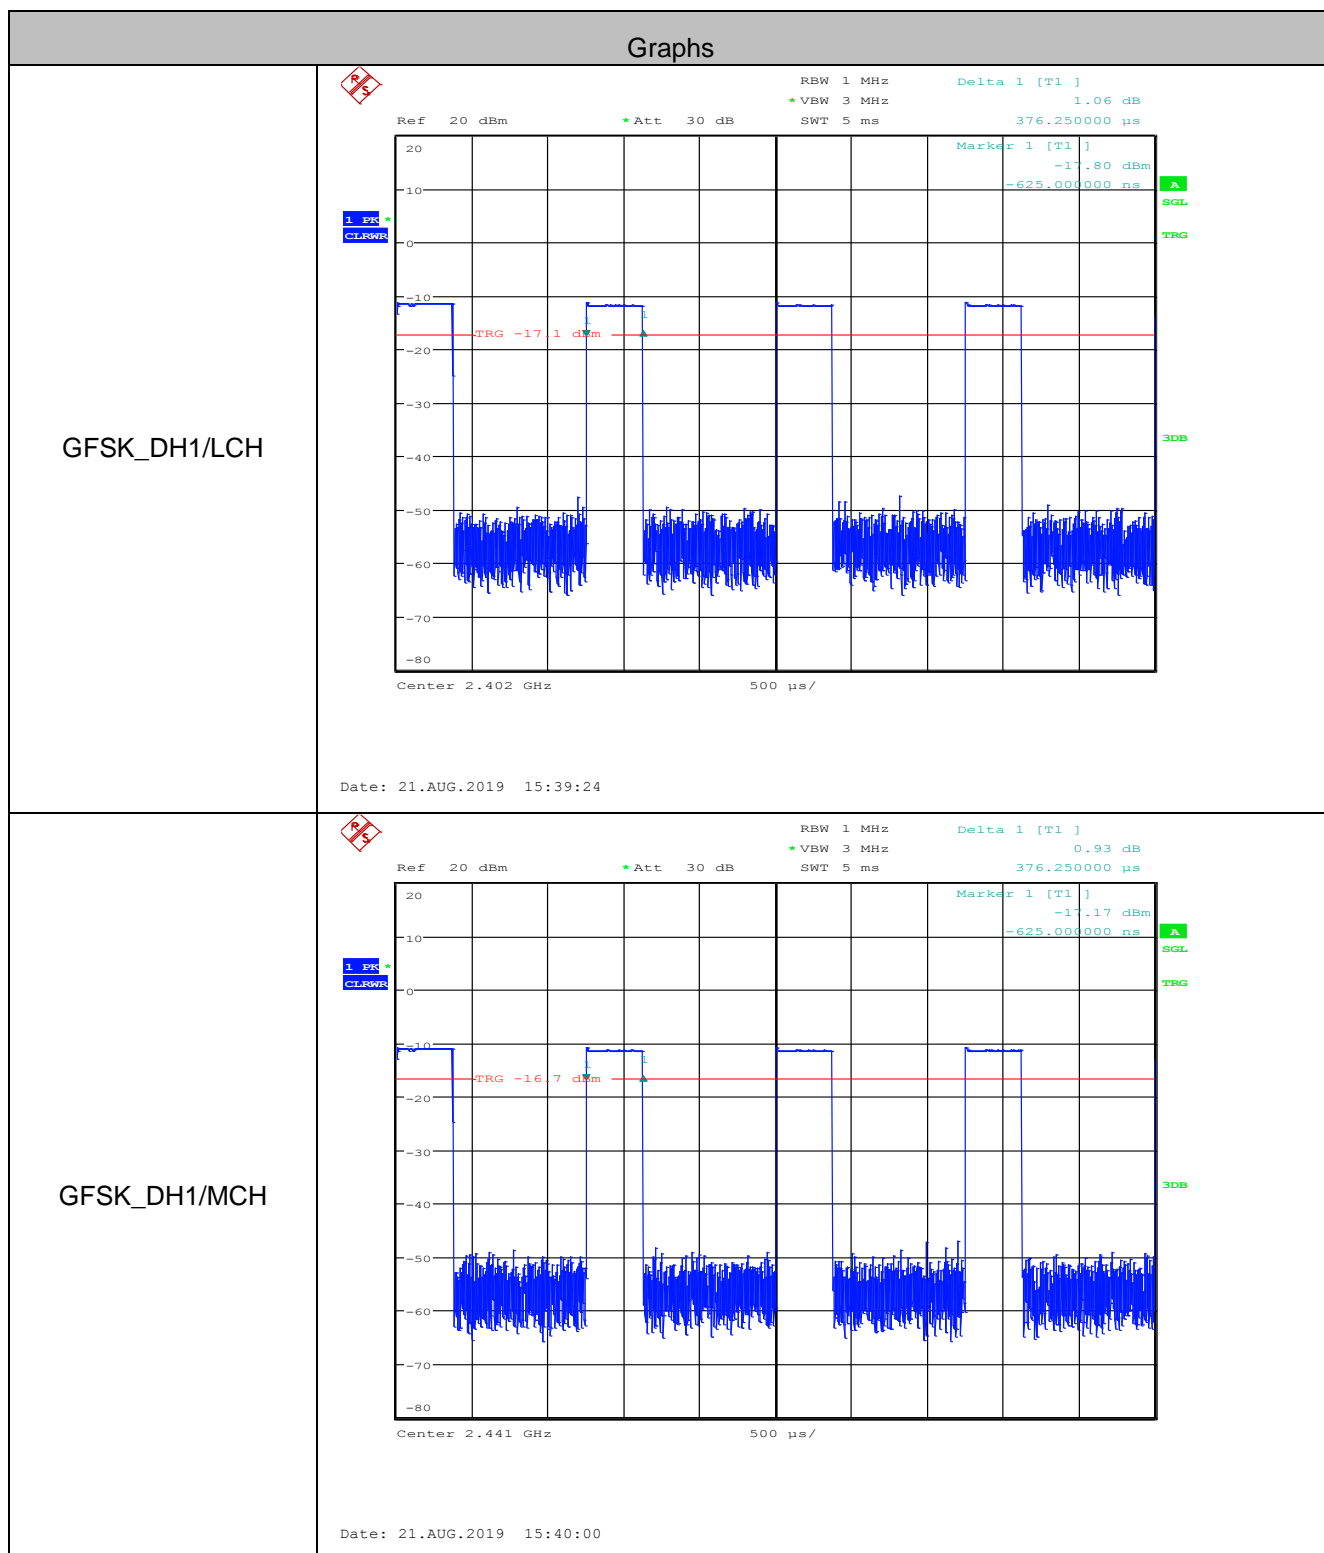 Graphs
GFSK_DH1/LCH
R S
RBW 1 MHz Delta 1 [T1 ]
*VBW 3 MHz 1.06 dB
Ref 20 dBm *Att 30 dB SWT 5 ms 376.250000 µs
20 Marker 1 [T1 ]
-17.80 dBm
10 -625.000000 ns A
SGL
1 PK *
CLRWR
TRG
0
-10
1 1
TRG -17.1 dBm
-20
-30
3DB
-40
-50
-60
-70
-80
Center 2.402 GHz 500 µs/
Date: 21.AUG.2019 15:39:24
GFSK_DH1/MCH
R S
RBW 1 MHz Delta 1 [T1 ]
*VBW 3 MHz 0.93 dB
Ref 20 dBm *Att 30 dB SWT 5 ms 376.250000 µs
20 Marker 1 [T1 ]
-17.17 dBm
10 -625.000000 ns A
SGL
1 PK *
CLRWR
TRG
0
-10
1 1
TRG -16.7 dBm
-20
-30
3DB
-40
-50
-60
-70
-80
Center 2.441 GHz 500 µs/
Date: 21.AUG.2019 15:40:00